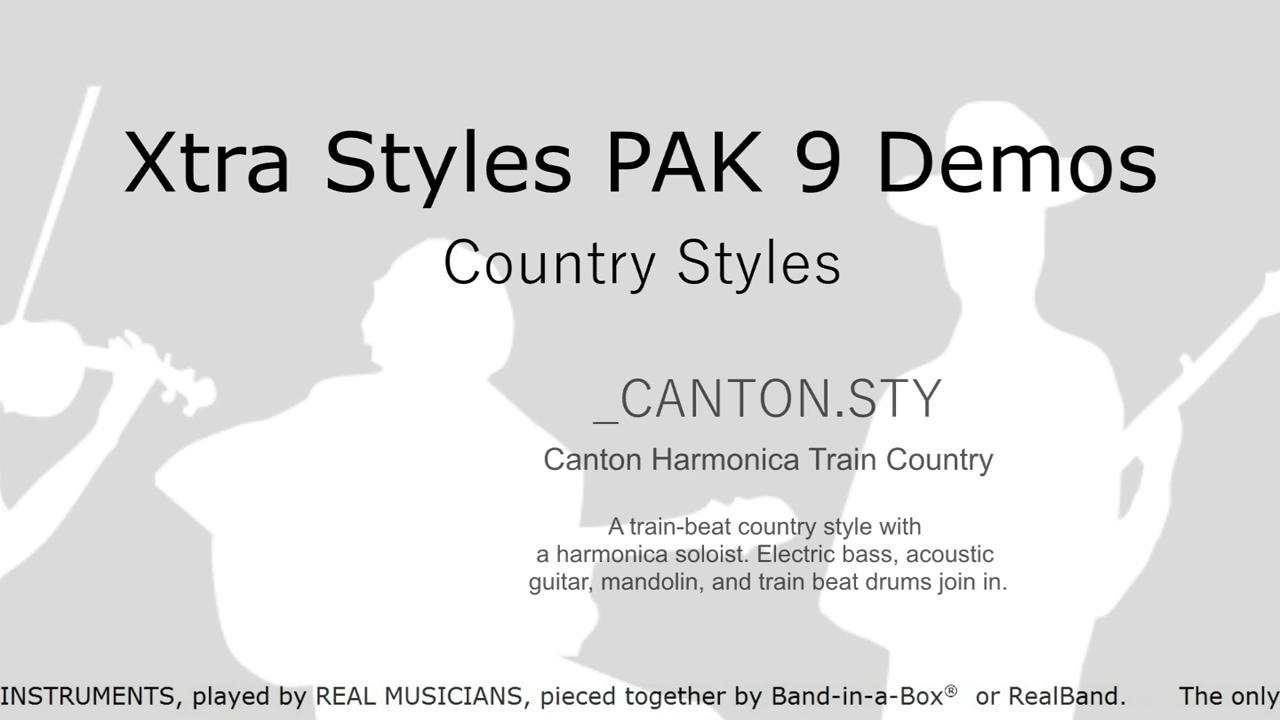 Xtra Styles PAK 9 Demos
Country Styles
_CANTON.STY
Canton Harmonica Train Country
A train-beat country style with
a harmonica soloist. Electric bass, acoustic
guitar, mandolin, and train beat drums join in.
INSTRUMENTS, played by REAL MUSICIANS, pieced together by Band-in-a-Box® or RealBand. The only